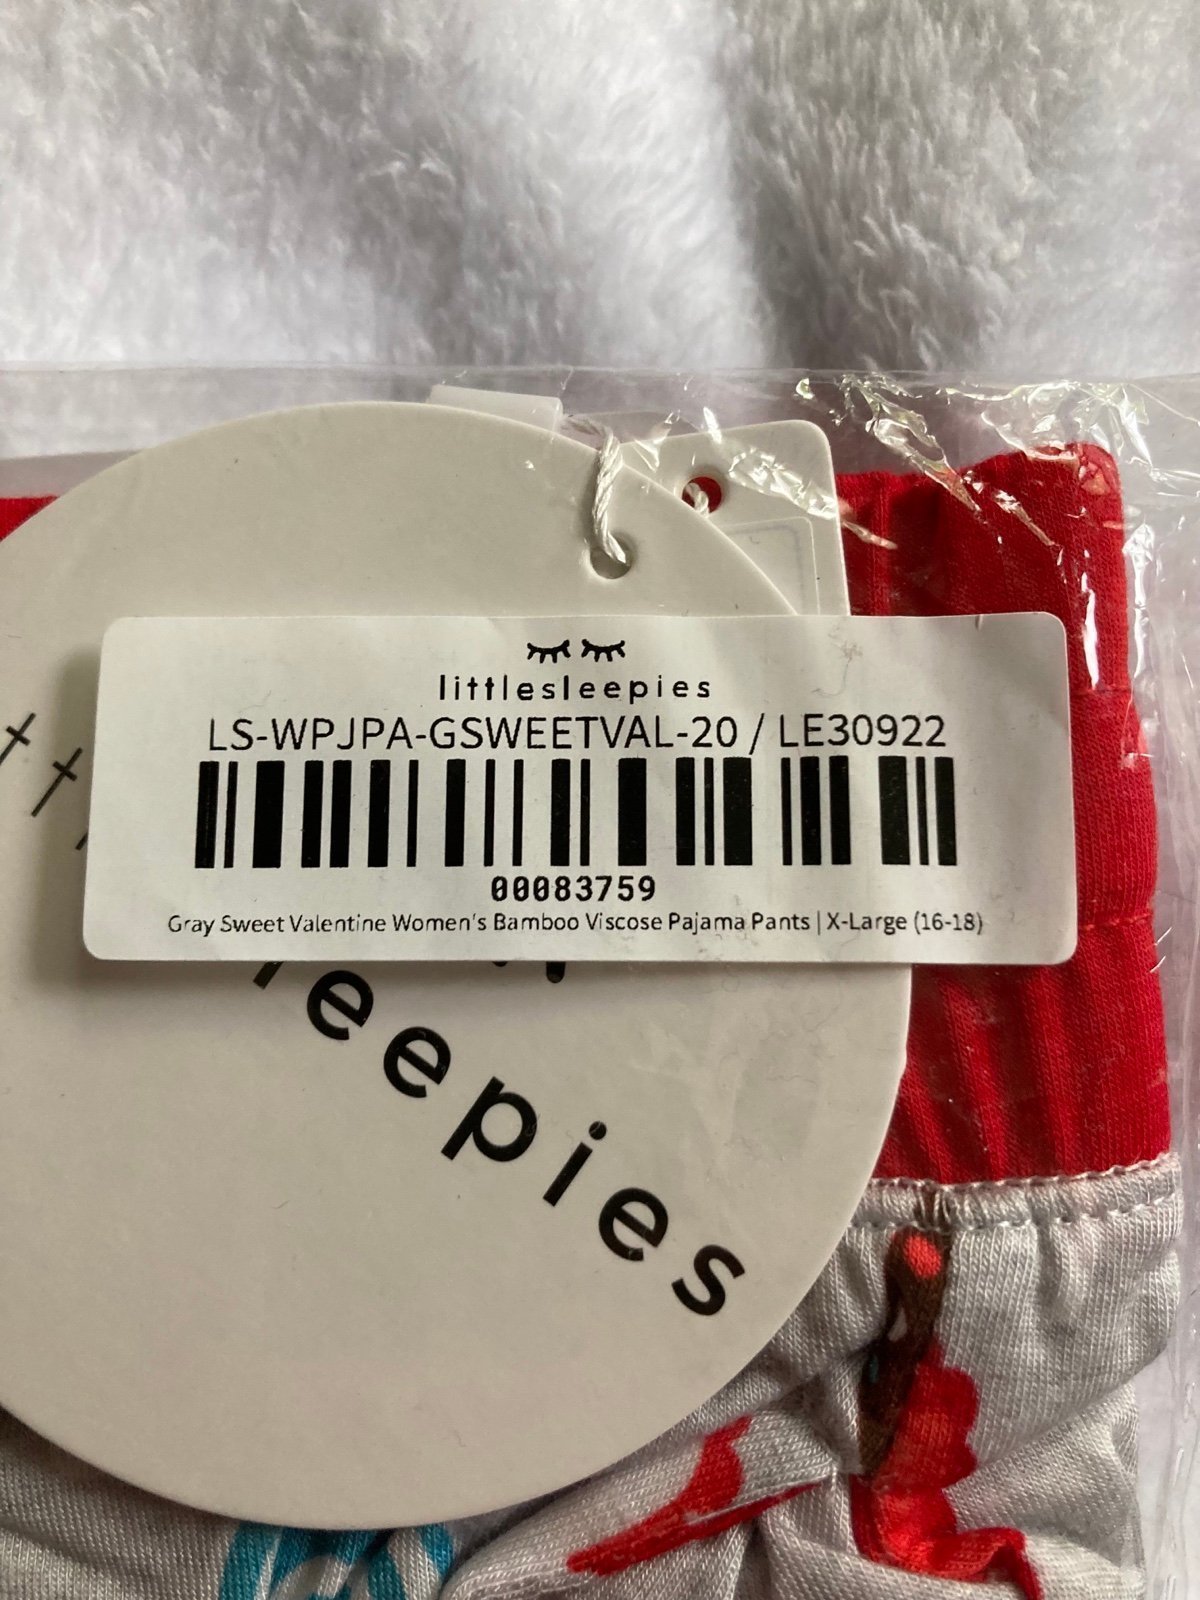 littlesleepies
LS-WPJPA-GSWEETVAL-20 / LE30922
00083759
Gray Sweet Valentine Women's Bamboo Viscose Pajama Pants | X-Large (16-18)
leepies